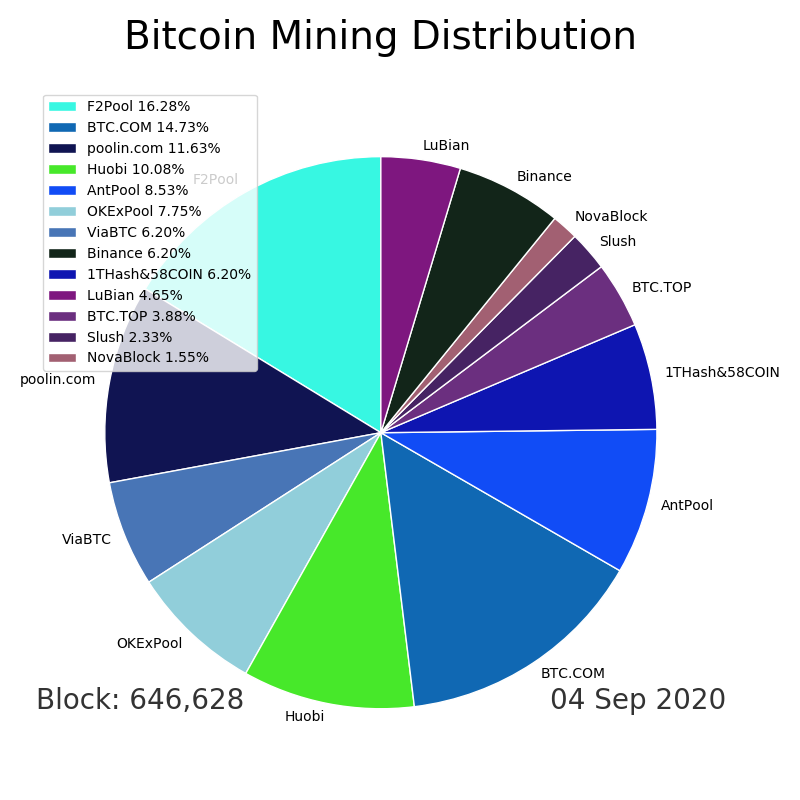 Bitcoin Mining Distribution
F2Pool 16.28%
BTC.COM 14.73%
poolin.com 11.63%
Huobi 10.08%
AntPool 8.53%
OKExPool 7.75%
ViaBTC 6.20%
Binance 6.20%
1THash&58COIN 6.20%
LuBian 4.65%
BTC.TOP 3.88%
Slush 2.33%
NovaBlock 1.55%
F2Pool
LuBian
Binance
NovaBlock
Slush
BTC.TOP
1THash&58COIN
poolin.com
AntPool
ViaBTC
OKExPool
BTC.COM
Huobi
Block: 646,628
04 Sep 2020